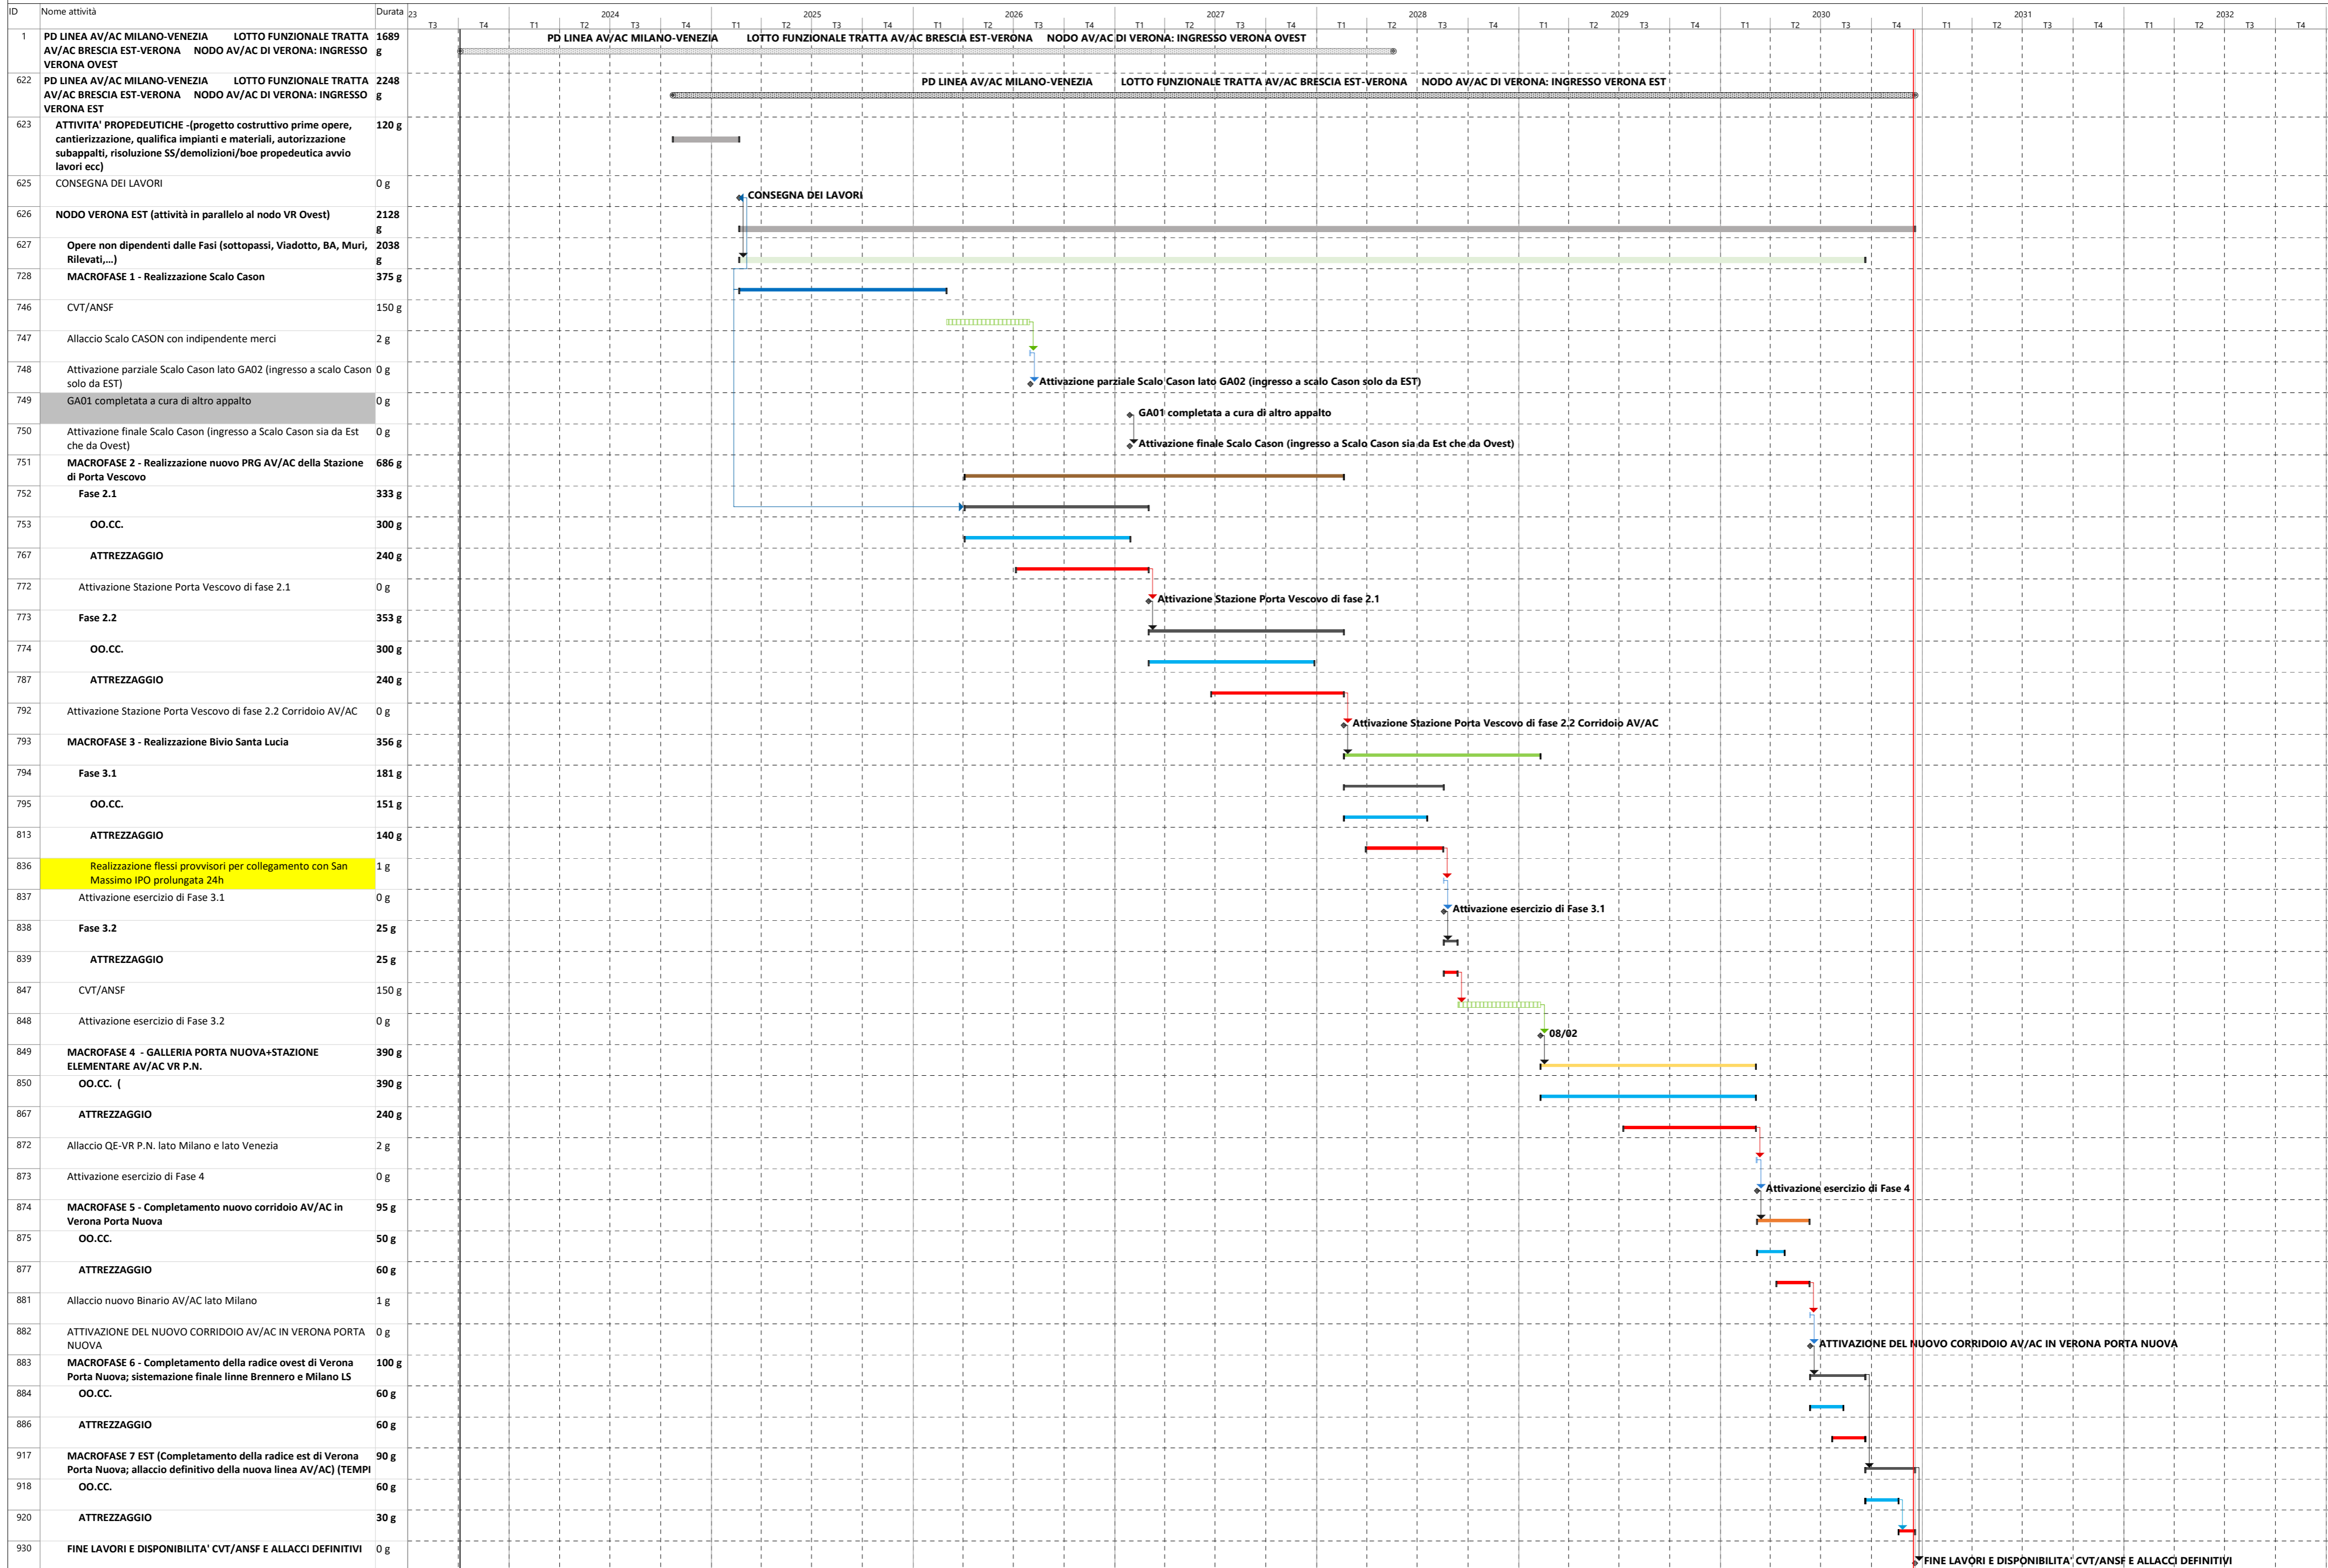 ID Nome attività Durata
23 2024 2025 2026 2027 2028 2029 2030 2031 2032
T3 T4 T1 T2 T3 T4 T1 T2 T3 T4 T1 T2 T3 T4 T1 T2 T3 T4 T1 T2 T3 T4 T1 T2 T3 T4 T1 T2 T3 T4 T1 T2 T3 T4 T1 T2 T3 T4
1 PD LINEA AV/AC MILANO-VENEZIA LOTTO FUNZIONALE TRATTA 1689
AV/AC BRESCIA EST-VERONA NODO AV/AC DI VERONA: INGRESSO g
VERONA OVEST
PD LINEA AV/AC MILANO-VENEZIA LOTTO FUNZIONALE TRATTA AV/AC BRESCIA EST-VERONA NODO AV/AC DI VERONA: INGRESSO VERONA OVEST
622 PD LINEA AV/AC MILANO-VENEZIA LOTTO FUNZIONALE TRATTA 2248
AV/AC BRESCIA EST-VERONA NODO AV/AC DI VERONA: INGRESSO g
VERONA EST
PD LINEA AV/AC MILANO-VENEZIA LOTTO FUNZIONALE TRATTA AV/AC BRESCIA EST-VERONA NODO AV/AC DI VERONA: INGRESSO VERONA EST
623 ATTIVITA' PROPEDEUTICHE -(progetto costruttivo prime opere, 120 g
cantierizzazione, qualifica impianti e materiali, autorizzazione
subappalti, risoluzione SS/demolizioni/boe propedeutica avvio
lavori ecc)
625 CONSEGNA DEI LAVORI 0 g
CONSEGNA DEI LAVORI
626 NODO VERONA EST (attività in parallelo al nodo VR Ovest) 2128
g
627 Opere non dipendenti dalle Fasi (sottopassi, Viadotto, BA, Muri, 2038
Rilevati,...) g
728 MACROFASE 1 - Realizzazione Scalo Cason 375 g
746 CVT/ANSF 150 g
747 Allaccio Scalo CASON con indipendente merci 2 g
748 Attivazione parziale Scalo Cason lato GA02 (ingresso a scalo Cason 0 g
solo da EST)
Attivazione parziale Scalo Cason lato GA02 (ingresso a scalo Cason solo da EST)
749 GA01 completata a cura di altro appalto 0 g
GA01 completata a cura di altro appalto
750 Attivazione finale Scalo Cason (ingresso a Scalo Cason sia da Est 0 g
che da Ovest)
Attivazione finale Scalo Cason (ingresso a Scalo Cason sia da Est che da Ovest)
751 MACROFASE 2 - Realizzazione nuovo PRG AV/AC della Stazione 686 g
di Porta Vescovo
752 Fase 2.1 333 g
753 OO.CC. 300 g
767 ATTREZZAGGIO 240 g
772 Attivazione Stazione Porta Vescovo di fase 2.1 0 g
Attivazione Stazione Porta Vescovo di fase 2.1
773 Fase 2.2 353 g
774 OO.CC. 300 g
787 ATTREZZAGGIO 240 g
792 Attivazione Stazione Porta Vescovo di fase 2.2 Corridoio AV/AC 0 g
Attivazione Stazione Porta Vescovo di fase 2.2 Corridoio AV/AC
793 MACROFASE 3 - Realizzazione Bivio Santa Lucia 356 g
794 Fase 3.1 181 g
795 OO.CC. 151 g
813 ATTREZZAGGIO 140 g
836 Realizzazione flessi provvisori per collegamento con San 1 g
Massimo IPO prolungata 24h
837 Attivazione esercizio di Fase 3.1 0 g
Attivazione esercizio di Fase 3.1
838 Fase 3.2 25 g
839 ATTREZZAGGIO 25 g
847 CVT/ANSF 150 g
848 Attivazione esercizio di Fase 3.2 0 g
08/02
849 MACROFASE 4 - GALLERIA PORTA NUOVA+STAZIONE 390 g
ELEMENTARE AV/AC VR P.N.
850 OO.CC. ( 390 g
867 ATTREZZAGGIO 240 g
872 Allaccio QE-VR P.N. lato Milano e lato Venezia 2 g
873 Attivazione esercizio di Fase 4 0 g
Attivazione esercizio di Fase 4
874 MACROFASE 5 - Completamento nuovo corridoio AV/AC in 95 g
Verona Porta Nuova
875 OO.CC. 50 g
877 ATTREZZAGGIO 60 g
881 Allaccio nuovo Binario AV/AC lato Milano 1 g
882 ATTIVAZIONE DEL NUOVO CORRIDOIO AV/AC IN VERONA PORTA 0 g
NUOVA
ATTIVAZIONE DEL NUOVO CORRIDOIO AV/AC IN VERONA PORTA NUOVA
883 MACROFASE 6 - Completamento della radice ovest di Verona 100 g
Porta Nuova; sistemazione finale linne Brennero e Milano LS
884 OO.CC. 60 g
886 ATTREZZAGGIO 60 g
917 MACROFASE 7 EST (Completamento della radice est di Verona 90 g
Porta Nuova; allaccio definitivo della nuova linea AV/AC) (TEMPI
918 OO.CC. 60 g
920 ATTREZZAGGIO 30 g
930 FINE LAVORI E DISPONIBILITA' CVT/ANSF E ALLACCI DEFINITIVI 0 g
FINE LAVORI E DISPONIBILITA' CVT/ANSF E ALLACCI DEFINITIVI